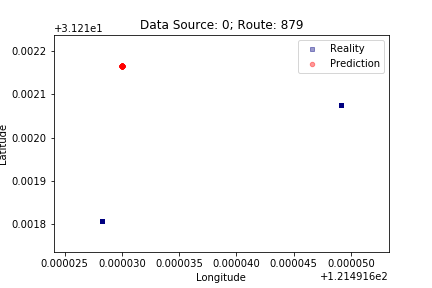 Data Source: 0; Route: 879
+3.121e1
Reality
Prediction
0.0022
0.0021
0.0020
0.0019
0.0018
Latitude
0.000025 0.000030 0.000035 0.000040 0.000045 0.000050
Longitude
+1.214916e2